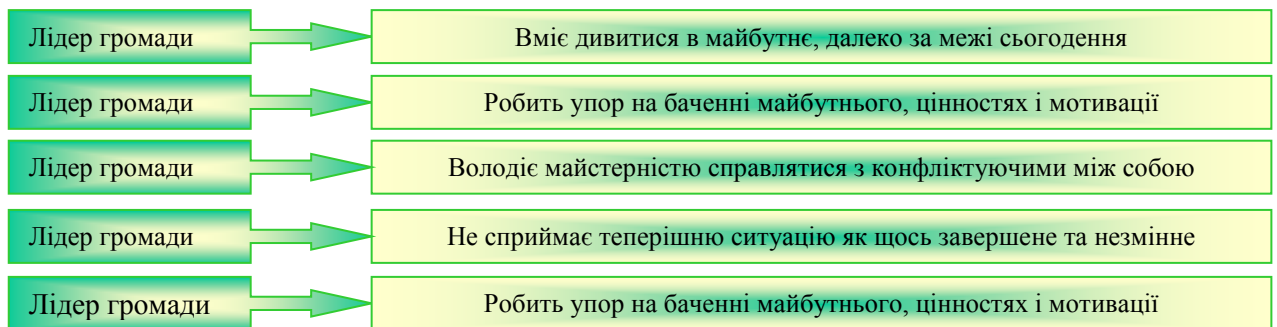 Лідер громади
Вміє дивитися в майбутнє, далеко за межі сьогодення
Лідер громади
Робить упор на баченні майбутнього, цінностях і мотивації
Лідер громади
Володіє майстерністю справлятися з конфліктуючими між собою
Лідер громади
Не сприймає теперішню ситуацію як щось завершене та незмінне
Лідер громади
Робить упор на баченні майбутнього, цінностях і мотивації